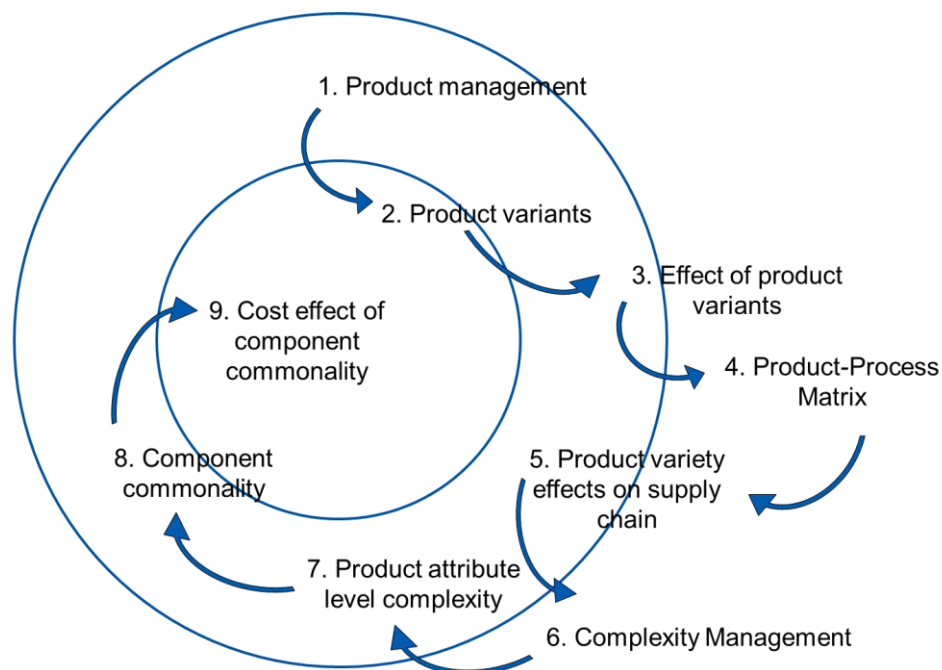 1. Product management
2. Product variants
3. Effect of product
variants
4. Product-Process
Matrix
5. Product variety
effects on supply
chain
6. Complexity Management
7. Product attribute
level complexity
8. Component
commonality
9. Cost effect of
component
commonality